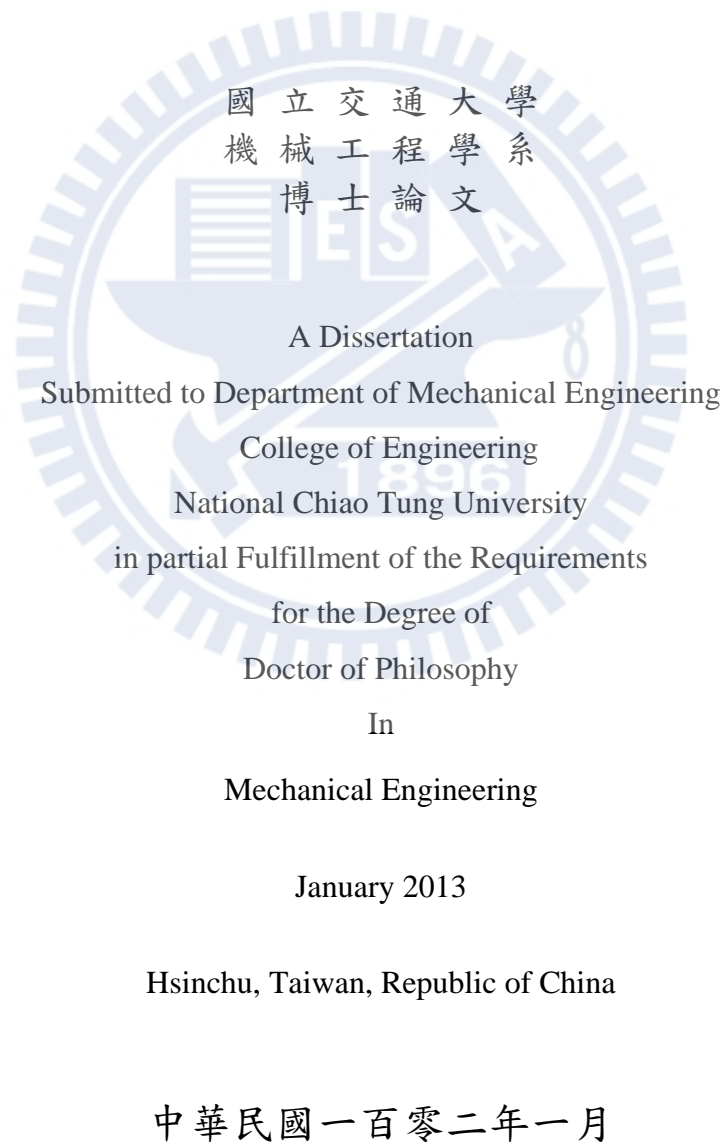 國立交通大學
機械工程學系
博士論文
ESA
A Dissertation
Submitted to Department of Mechanical Engineering
College of Engineering
1896
National Chiao Tung University
in partial Fulfillment of the Requirements
for the Degree of
Doctor of Philosophy
In
Mechanical Engineering
January 2013
Hsinchu, Taiwan, Republic of China
中華民國一百零二年一月